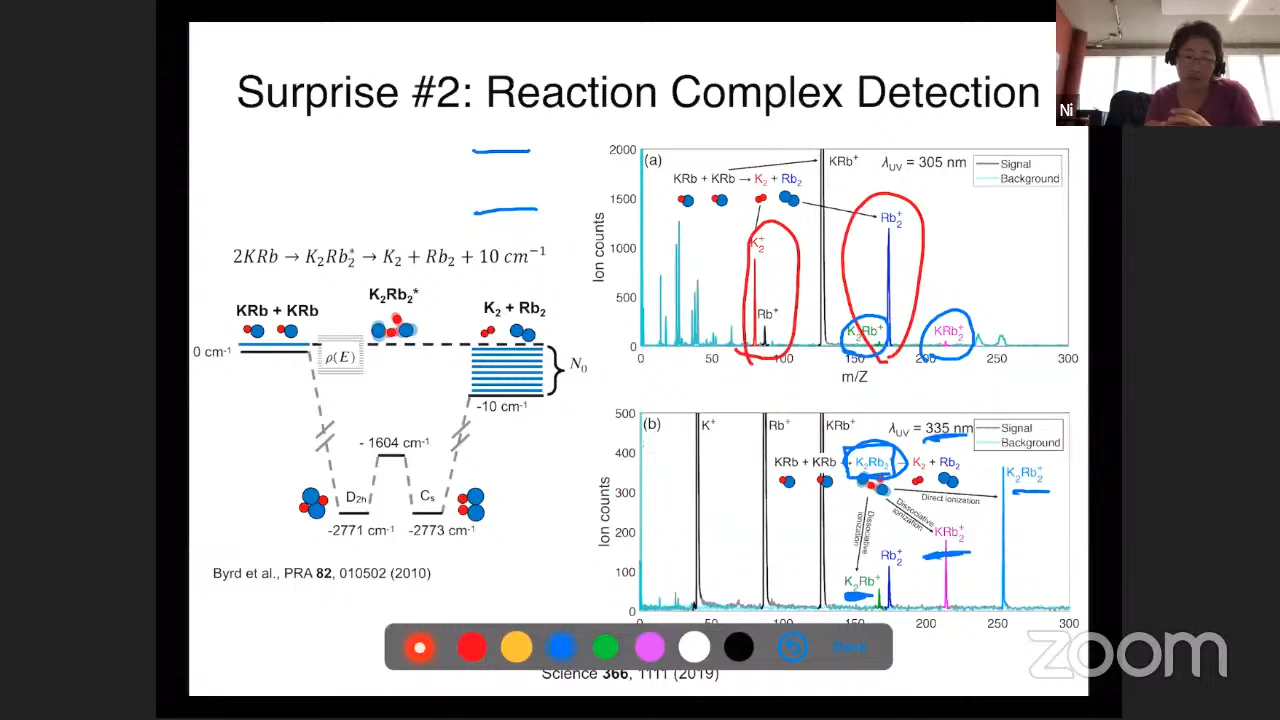 Surprise #2: Reaction Complex Detection
Ni
2KRb → K₂Rb₂* → K₂ + Rb₂ + 10 cm⁻¹
KRb + KRb
K₂Rb₂*
K₂ + Rb₂
0 cm⁻¹
ρ(E)
N₀
-10 cm⁻¹
- 1604 cm⁻¹
D₂ₕ
Cₛ
-2771 cm⁻¹
-2773 cm⁻¹
Byrd et al., PRA 82, 010502 (2010)
(a)
KRb⁺
λUV = 305 nm
Signal
Background
KRb + KRb → K₂ + Rb₂
K₂⁺
Rb⁺
Rb₂⁺
K₂Rb⁺
KRb₂⁺
Ion counts
2000
1500
1000
500
0
0 50 100 150 200 250 300
m/Z
(b)
K⁺
Rb⁺
KRb⁺
λUV = 335 nm
Signal
Background
KRb + KRb
K₂Rb₂*
→ K₂ + Rb₂
K₂Rb₂⁺
Direct ionization
Dissociative ionization
Dissociative ionization
KRb₂⁺
Rb₂⁺
K₂Rb⁺
Ion counts
500
400
300
200
100
0
0 50 100 150 200 250 300
Done
Science 366, 1111 (2019)
zoom